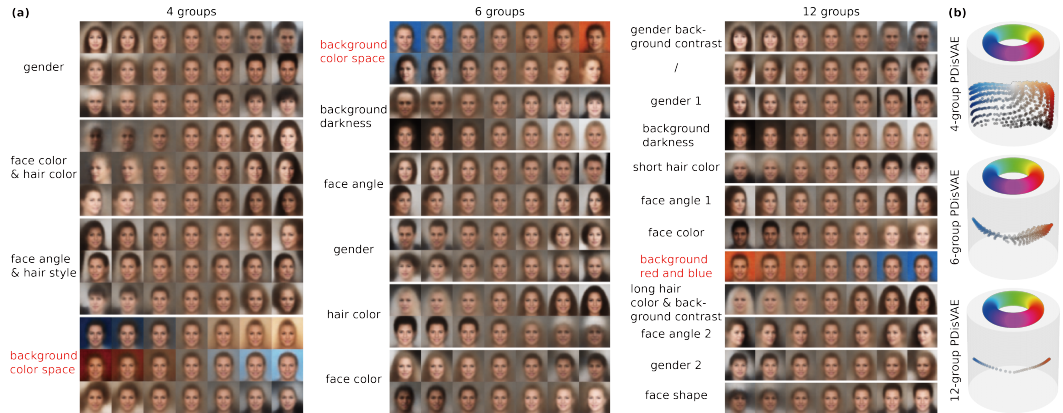 (a)
4 groups
gender
face color
& hair color
face angle
& hair style
background
color space
6 groups
background
color space
background
darkness
face angle
gender
hair color
face color
12 groups
gender back-
ground contrast
/
gender 1
background
darkness
short hair color
face angle 1
face color
background
red and blue
long hair
color & back-
ground contrast
face angle 2
gender 2
face shape
(b)
4-group PDisVAE
6-group PDisVAE
12-group PDisVAE